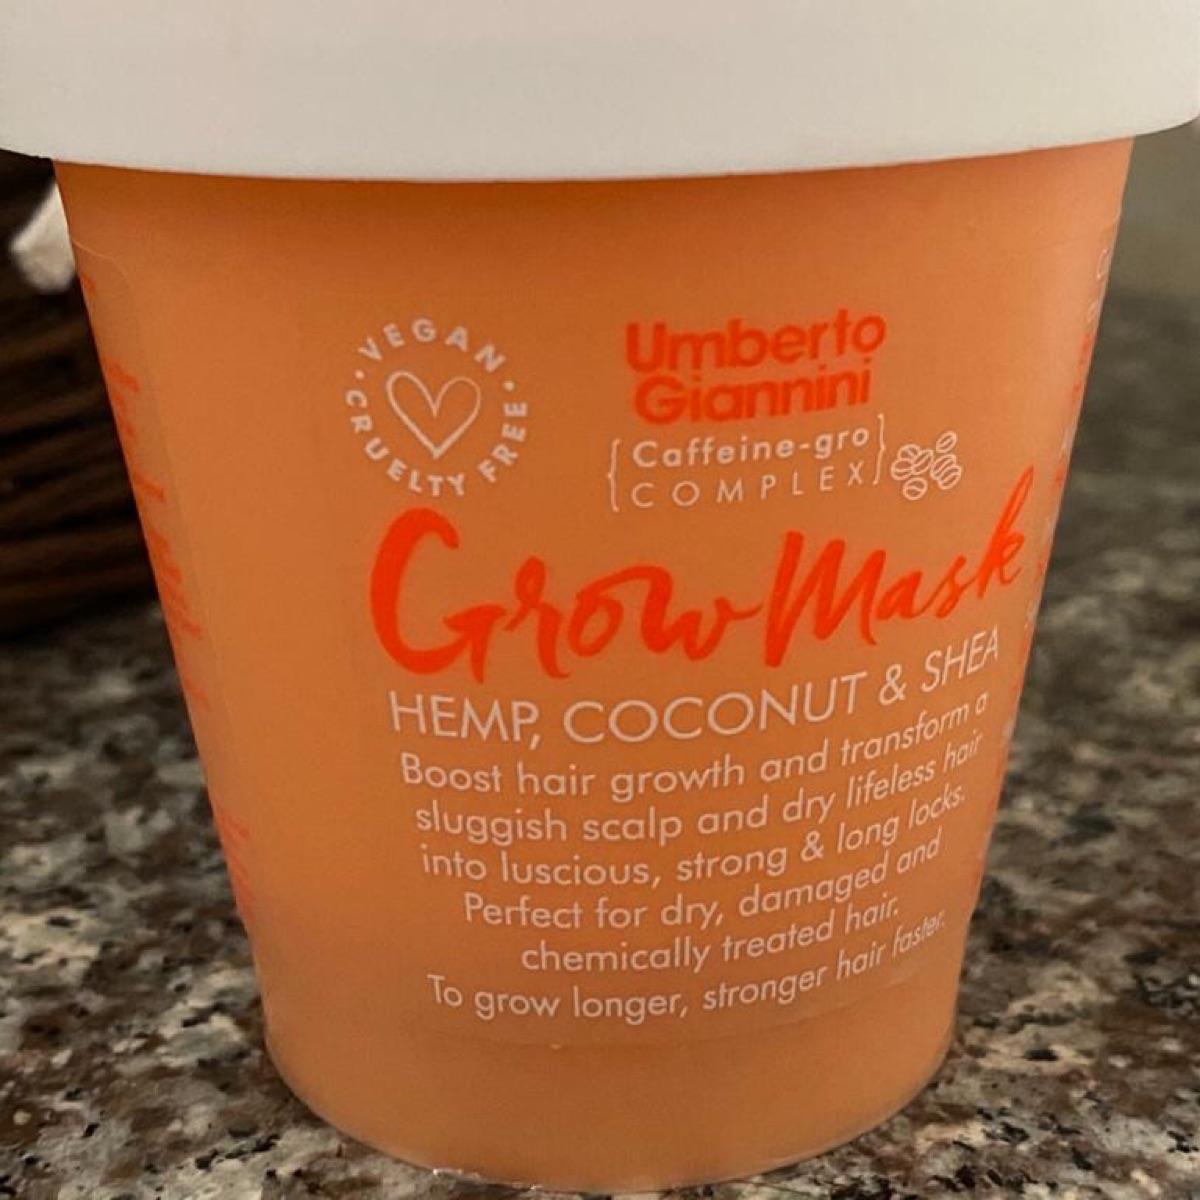 VEGAN
CRUELTY FREE
Umberto
Giannini
Caffeine-gro
COMPLEX
Grow Mask
HEMP, COCONUT & SHEA
Boost hair growth and transform a
sluggish scalp and dry lifeless hair
into luscious, strong & long locks.
Perfect for dry, damaged and
chemically treated hair.
To grow longer, stronger hair faster.